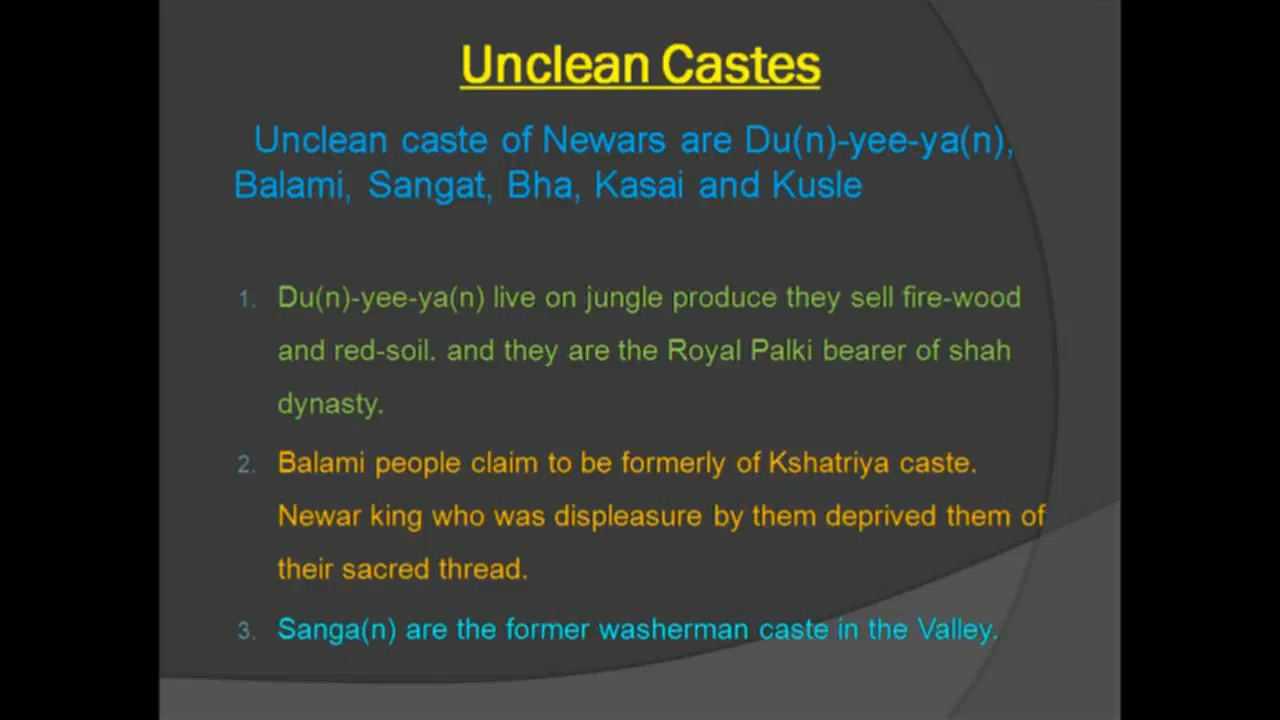 Unclean Castes
Unclean caste of Newars are Du(n)-yee-ya(n),
Balami, Sangat, Bha, Kasai and Kusle
1. Du(n)-yee-ya(n) live on jungle produce they sell fire-wood
and red-soil. and they are the Royal Palki bearer of shah
dynasty.
2. Balami people claim to be formerly of Kshatriya caste.
Newar king who was displeasure by them deprived them of
their sacred thread.
3. Sanga(n) are the former washerman caste in the Valley.